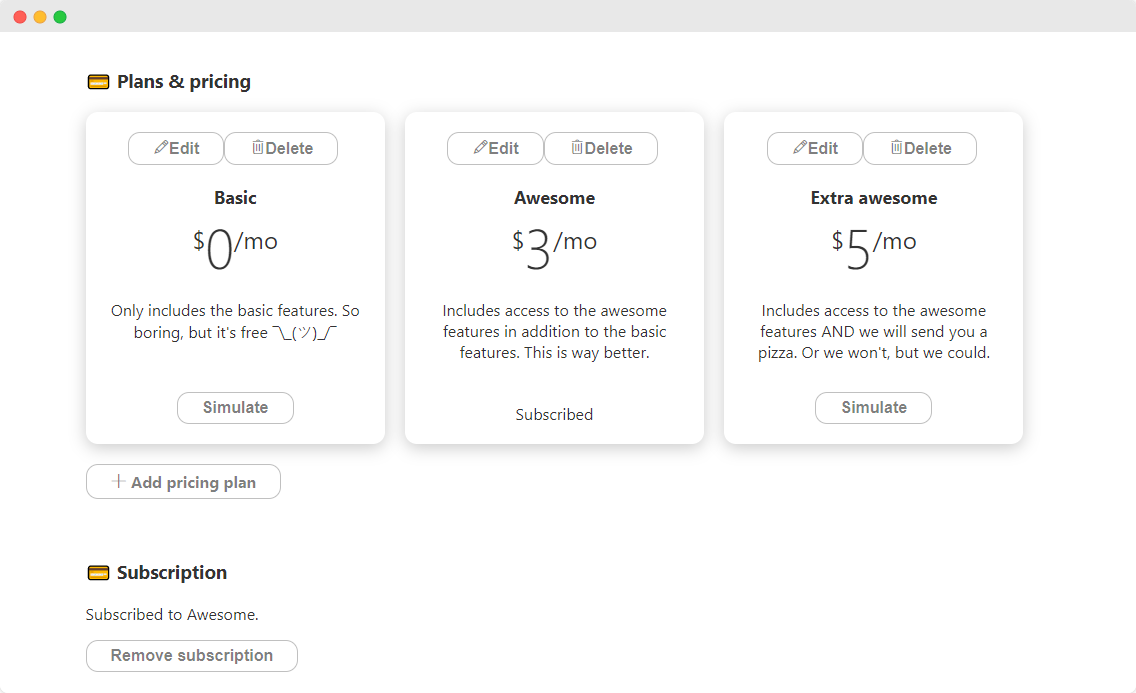 💳 Plans & pricing
Edit Delete
Basic
$0/mo
Only includes the basic features. So
boring, but it's free ¯\_(ツ)_/¯
Simulate
Edit Delete
Awesome
$3/mo
Includes access to the awesome
features in addition to the basic
features. This is way better.
Subscribed
Edit Delete
Extra awesome
$5/mo
Includes access to the awesome
features AND we will send you a
pizza. Or we won't, but we could.
Simulate
+ Add pricing plan
💳 Subscription
Subscribed to Awesome.
Remove subscription